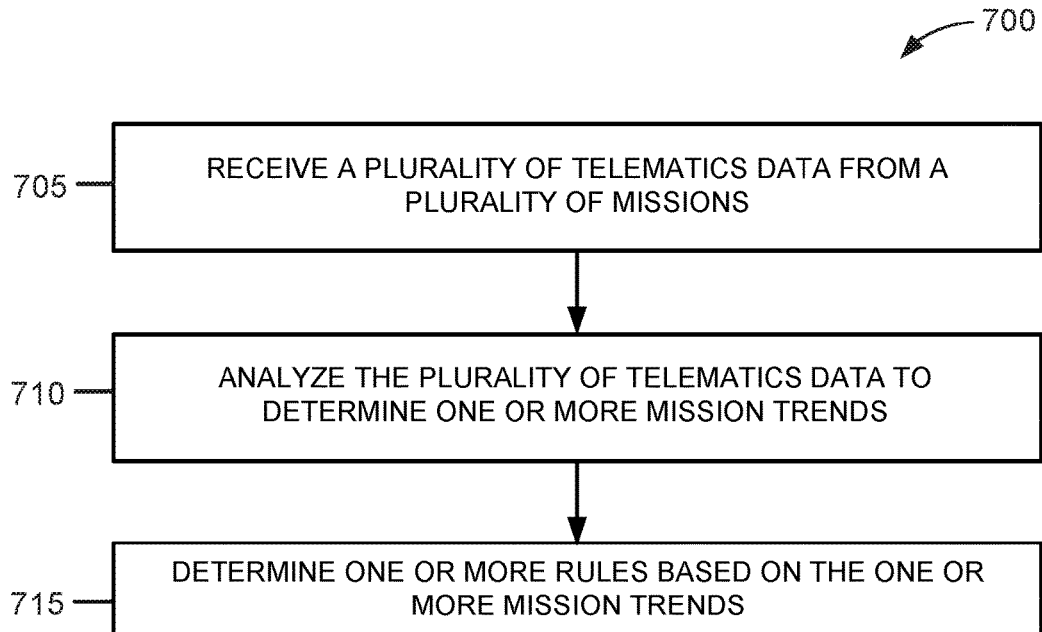 700
705
RECEIVE A PLURALITY OF TELEMATICS DATA FROM A
PLURALITY OF MISSIONS
710
ANALYZE THE PLURALITY OF TELEMATICS DATA TO
DETERMINE ONE OR MORE MISSION TRENDS
715
DETERMINE ONE OR MORE RULES BASED ON THE ONE OR
MORE MISSION TRENDS